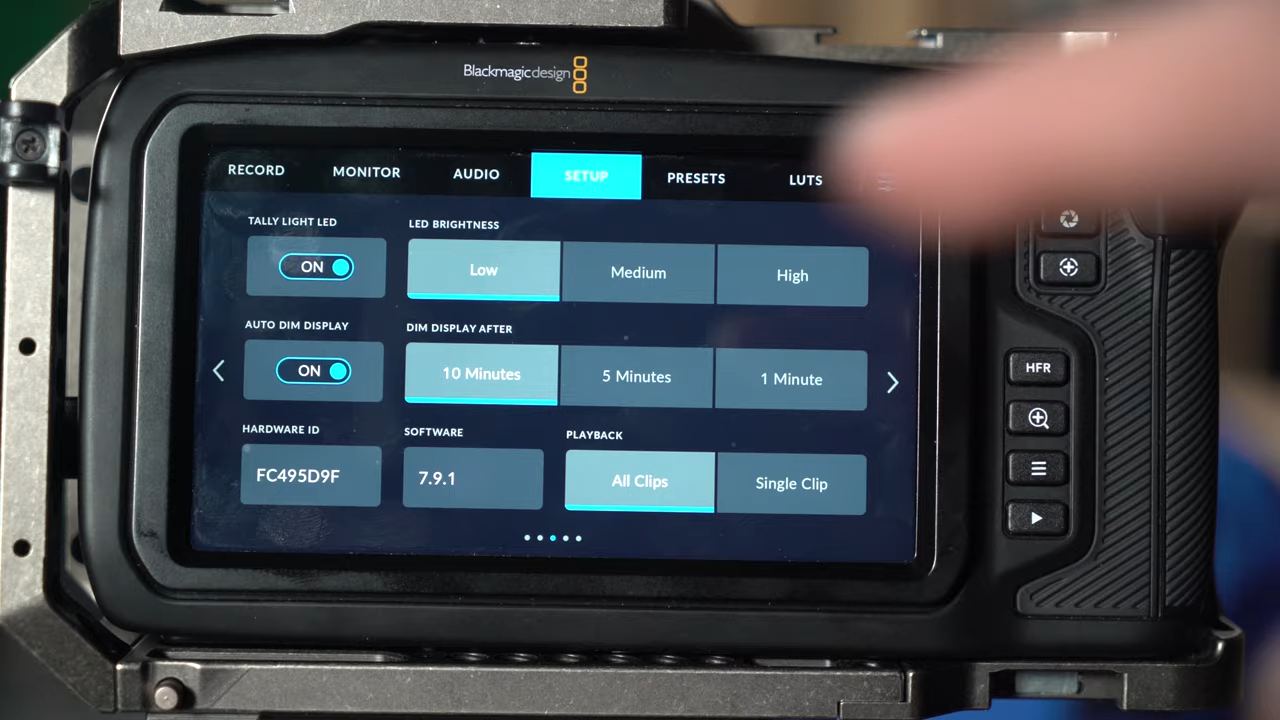 Blackmagicdesign
RECORD MONITOR AUDIO SETUP PRESETS LUTS
TALLY LIGHT LED LED BRIGHTNESS
ON Low Medium High
AUTO DIM DISPLAY DIM DISPLAY AFTER
ON 10 Minutes 5 Minutes 1 Minute
HFR
HARDWARE ID SOFTWARE PLAYBACK
FC495D9F 7.9.1 All Clips Single Clip